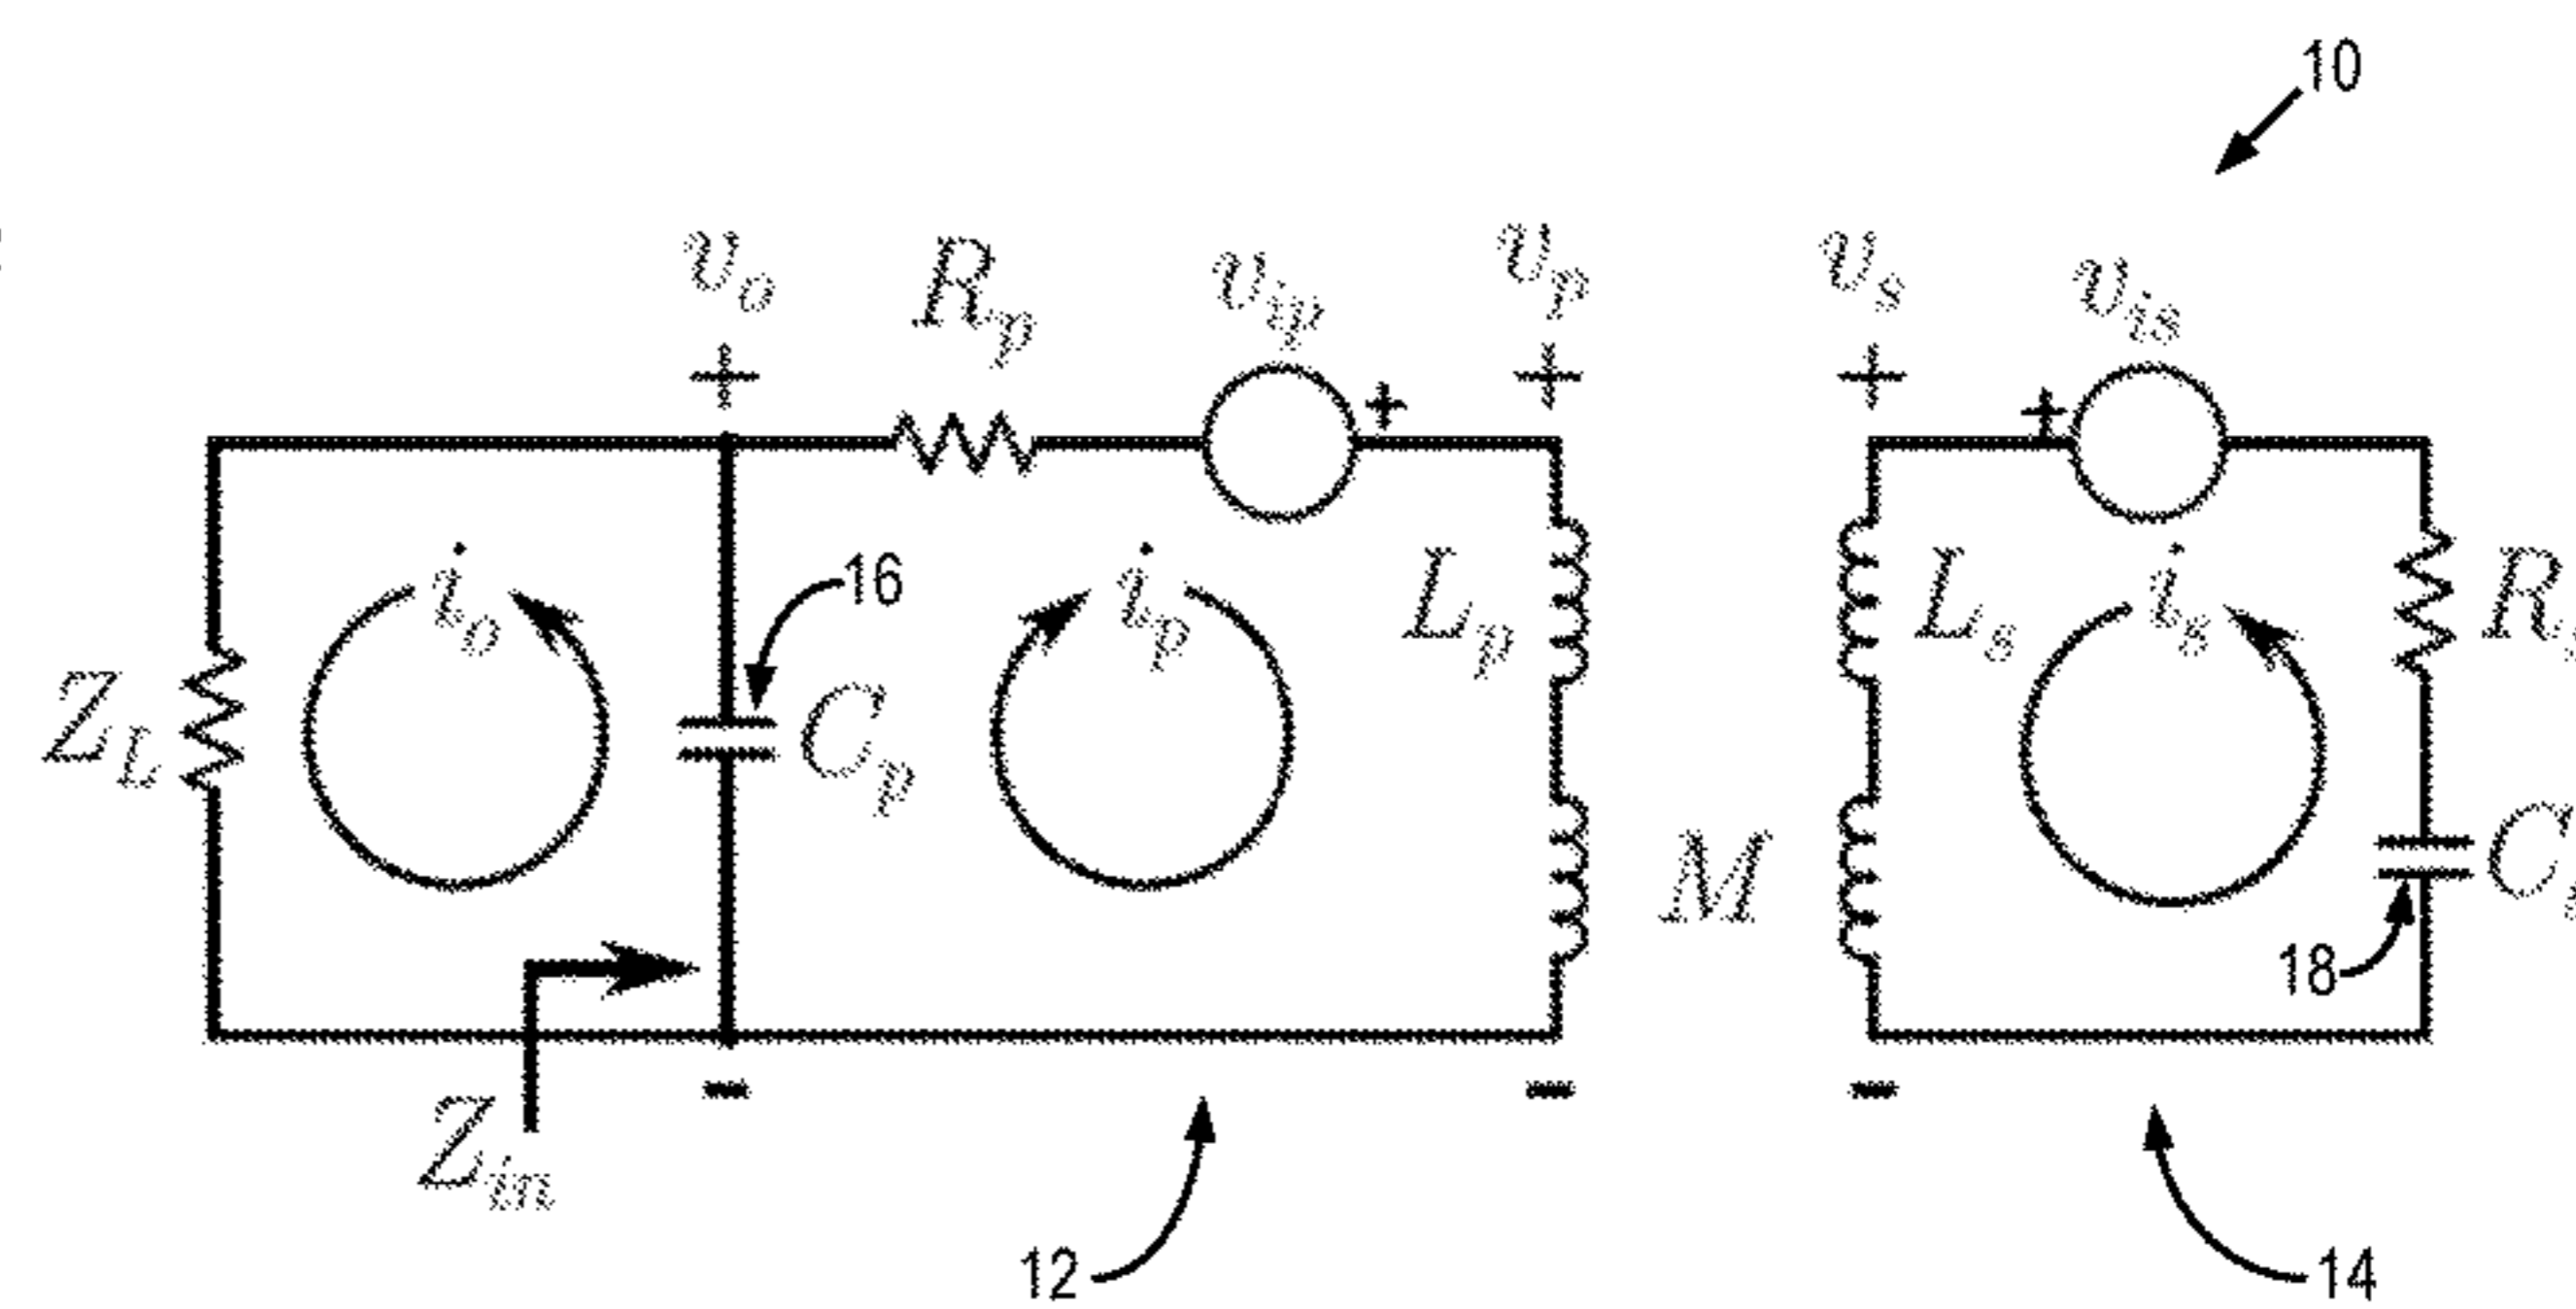 10
v_o R_p v_ip v_p v_s v_is
+ + + + +
i_o 16 i_p L_p L_s i_s
Z_L C_p M
18
Z_in
- - -
12 14